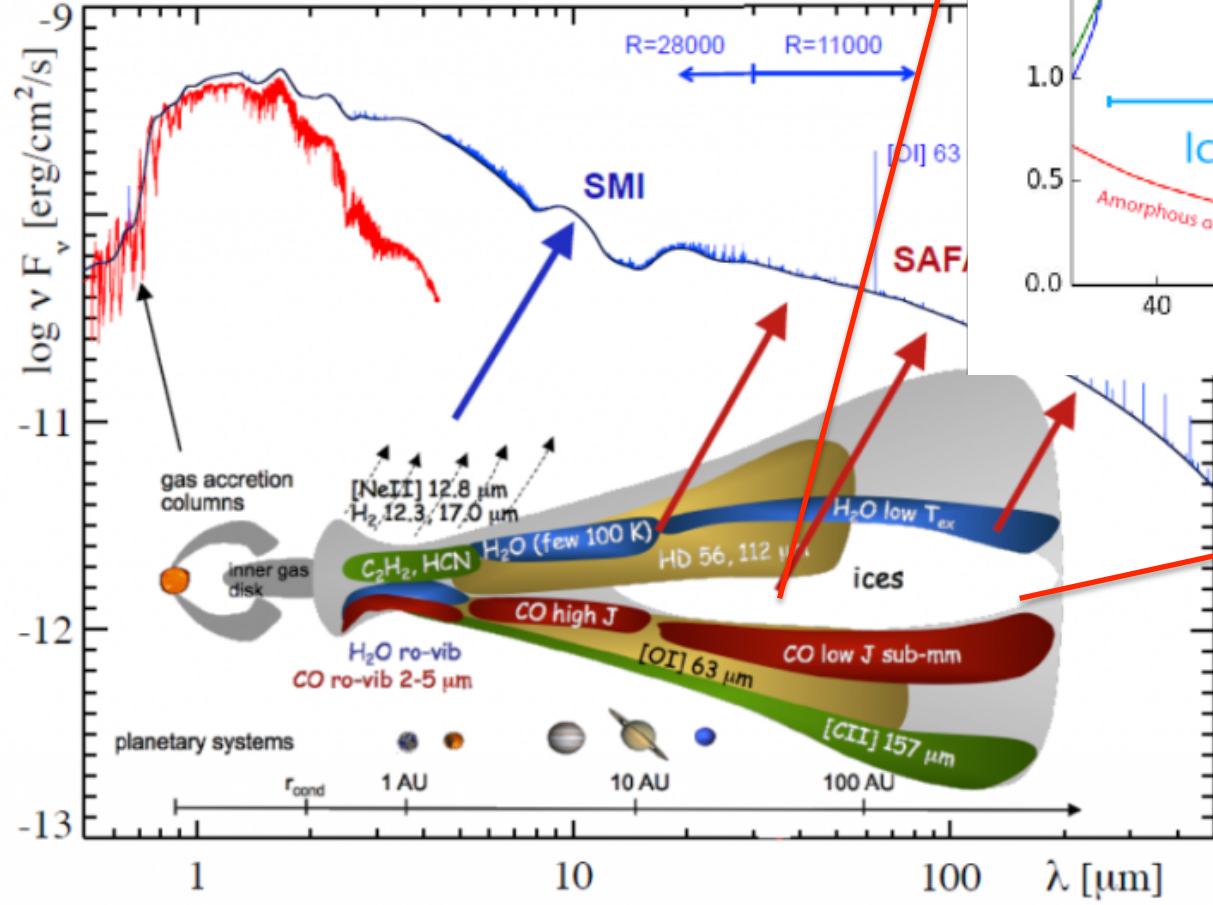 -9
R=28000
R=11000
1.0
[OI] 63
lo
SMI
0.5
Amorphous o
SAFA
0.0
40
log ν Fν [erg/cm²/s]
-11
gas accretion
columns
[NeII] 12.8 μm
H₂ 12.3, 17.0 μm
H₂O low Tex
H₂O (few 100 K)
HD 56, 112 μm
C₂H₂, HCN
inner gas
disk
ices
CO high J
-12
CO low J sub-mm
H₂O ro-vib
[OI] 63 μm
CO ro-vib 2-5 μm
[CII] 157 μm
planetary systems
rcond
1 AU
10 AU
100 AU
-13
1
10
100
λ [μm]